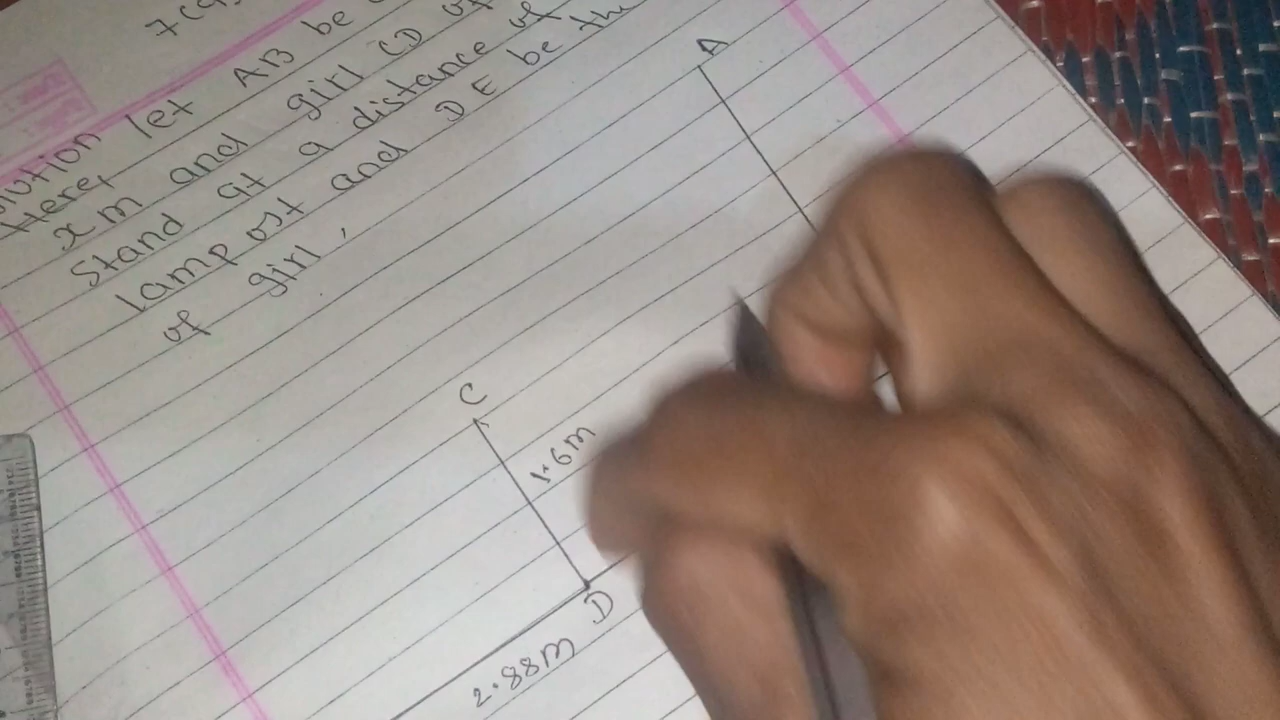 7(a)
olution let AB be
Here,
x m and girl CD of
Stand at a distance of
lamp ost and DE be the
of girl,
A
C
1.6m
D
2.88m